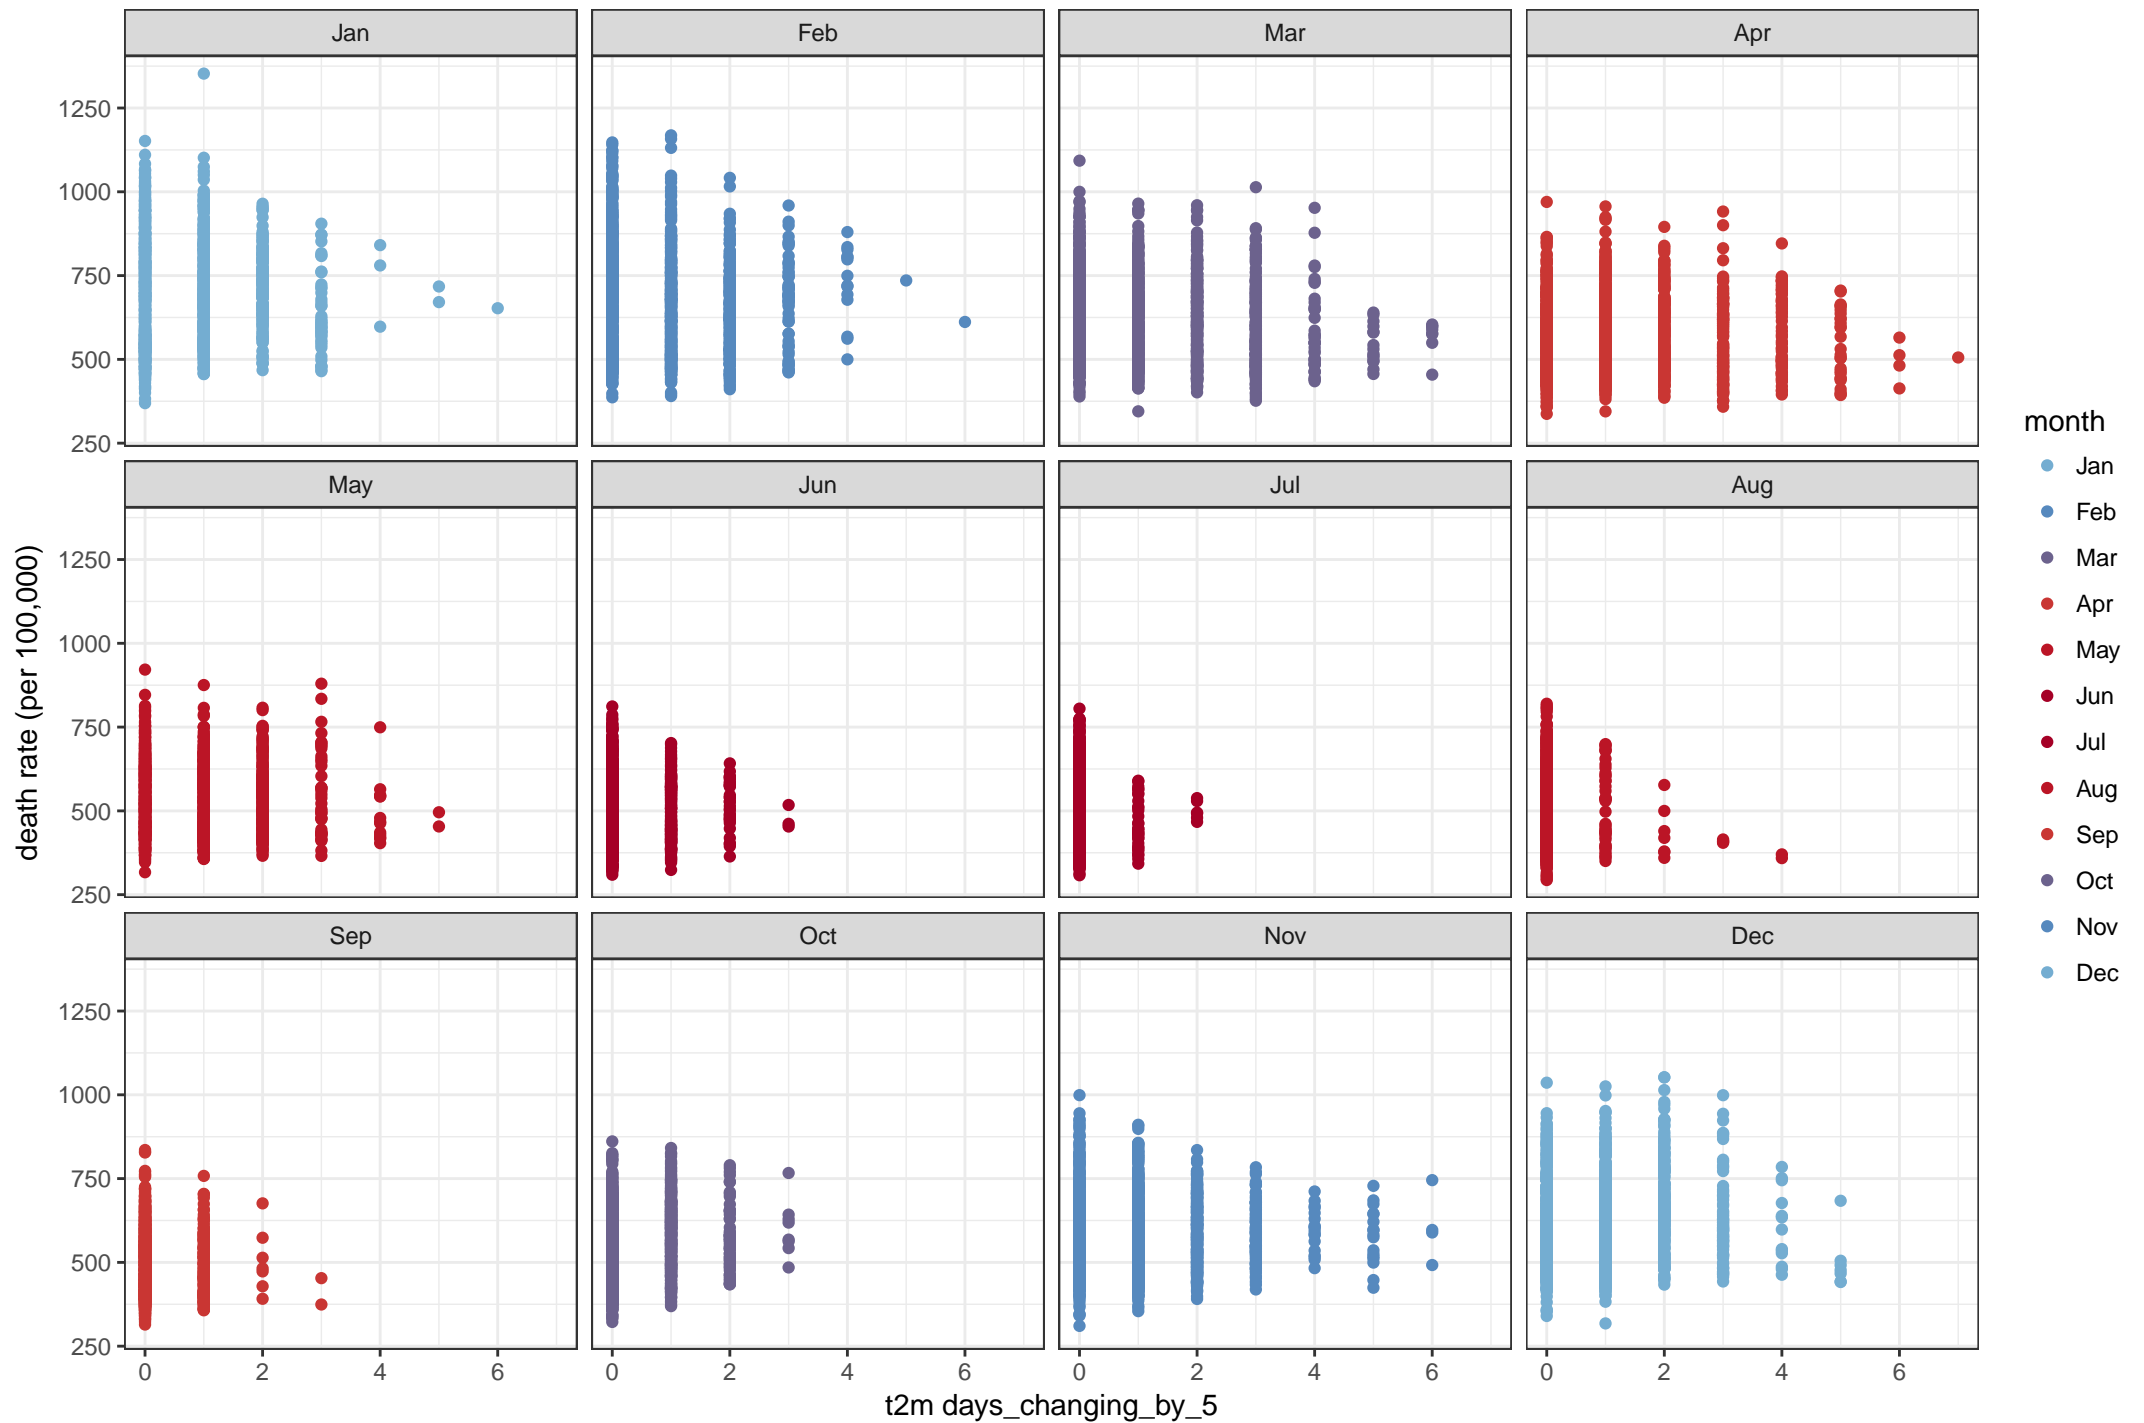 Jan Feb Mar Apr
1250
1000
750
500
250
May Jun Jul Aug
1250
1000
750
500
250
Sep Oct Nov Dec
1250
1000
750
500
250
0 2 4 6 0 2 4 6 0 2 4 6 0 2 4 6
t2m days_changing_by_5
death rate (per 100,000)
month
Jan
Feb
Mar
Apr
May
Jun
Jul
Aug
Sep
Oct
Nov
Dec